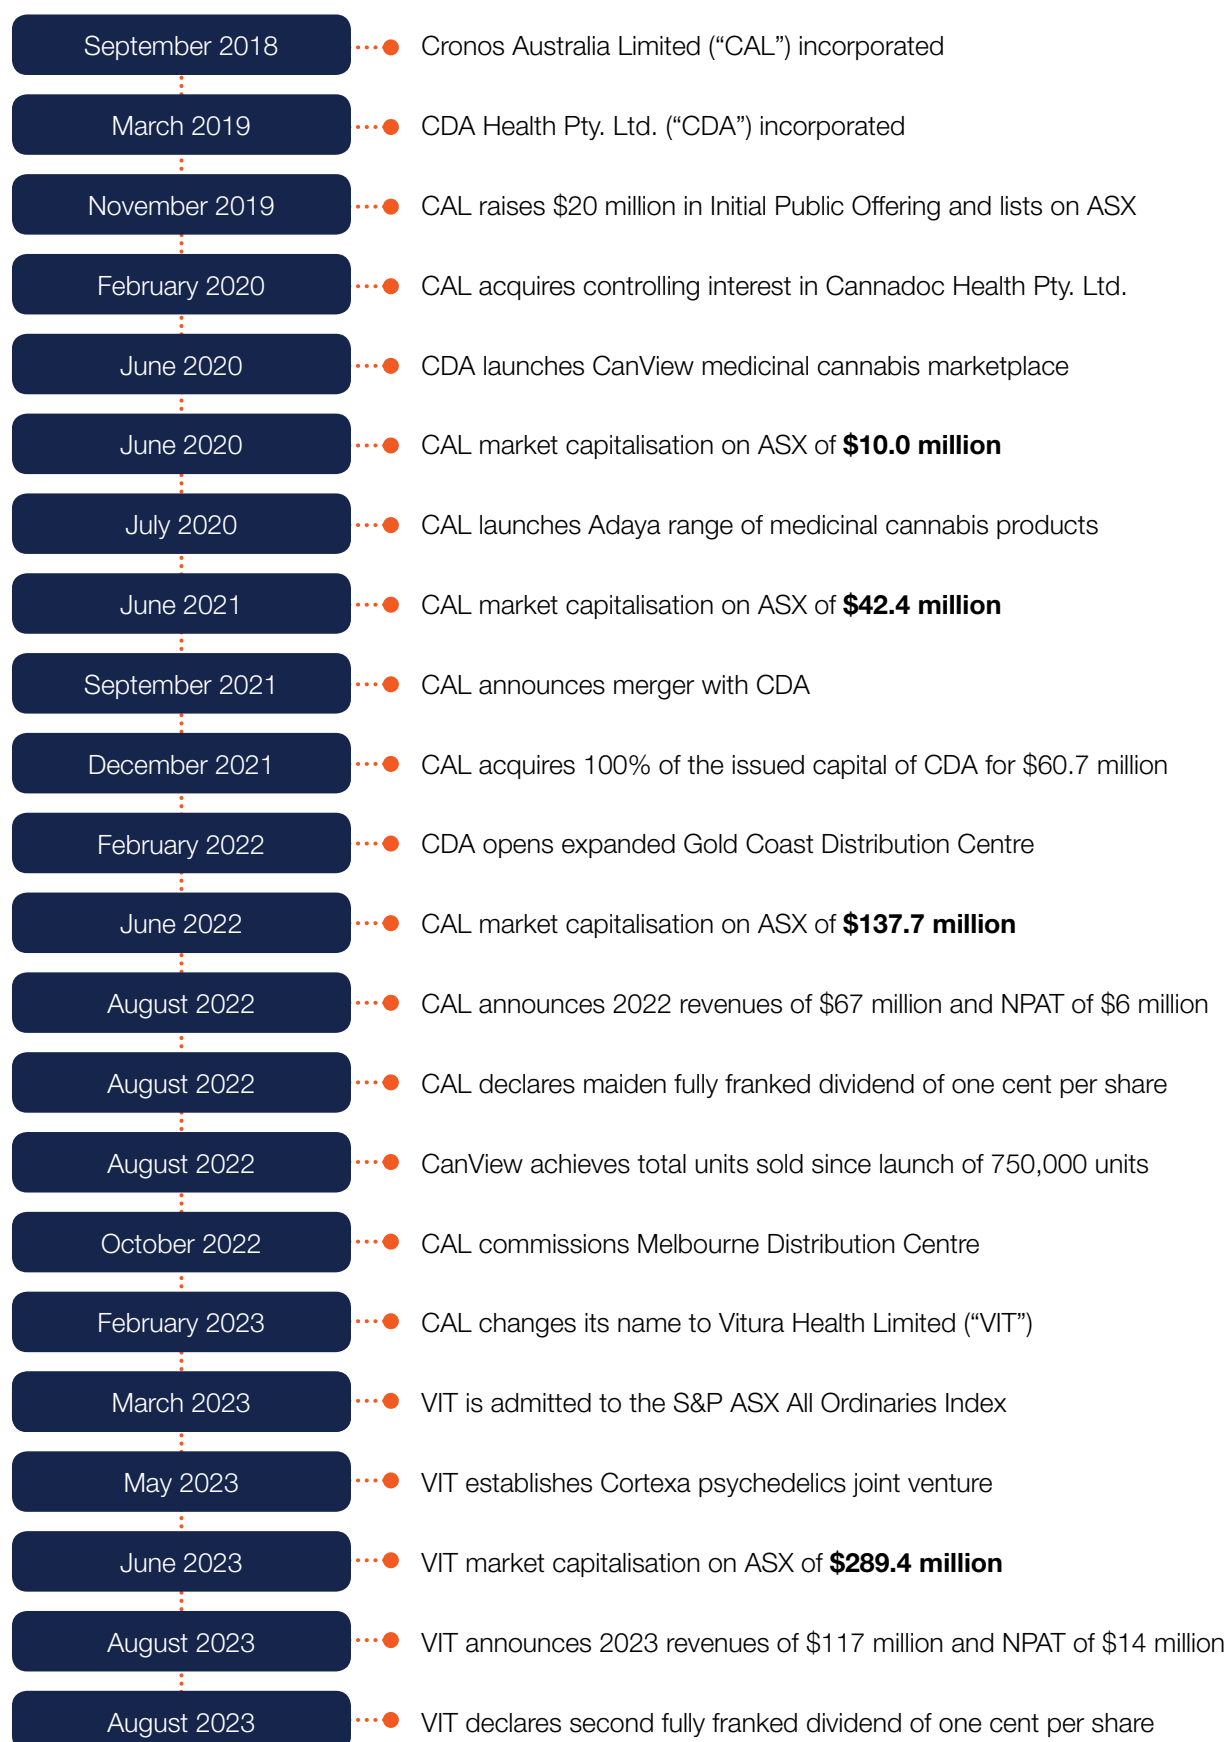 September 2018 Cronos Australia Limited (“CAL”) incorporated
March 2019 CDA Health Pty. Ltd. (“CDA”) incorporated
November 2019 CAL raises $20 million in Initial Public Offering and lists on ASX
February 2020 CAL acquires controlling interest in Cannadoc Health Pty. Ltd.
June 2020 CDA launches CanView medicinal cannabis marketplace
June 2020 CAL market capitalisation on ASX of $10.0 million
July 2020 CAL launches Adaya range of medicinal cannabis products
June 2021 CAL market capitalisation on ASX of $42.4 million
September 2021 CAL announces merger with CDA
December 2021 CAL acquires 100% of the issued capital of CDA for $60.7 million
February 2022 CDA opens expanded Gold Coast Distribution Centre
June 2022 CAL market capitalisation on ASX of $137.7 million
August 2022 CAL announces 2022 revenues of $67 million and NPAT of $6 million
August 2022 CAL declares maiden fully franked dividend of one cent per share
August 2022 CanView achieves total units sold since launch of 750,000 units
October 2022 CAL commissions Melbourne Distribution Centre
February 2023 CAL changes its name to Vitura Health Limited (“VIT”)
March 2023 VIT is admitted to the S&P ASX All Ordinaries Index
May 2023 VIT establishes Cortexa psychedelics joint venture
June 2023 VIT market capitalisation on ASX of $289.4 million
August 2023 VIT announces 2023 revenues of $117 million and NPAT of $14 million
August 2023 VIT declares second fully franked dividend of one cent per share